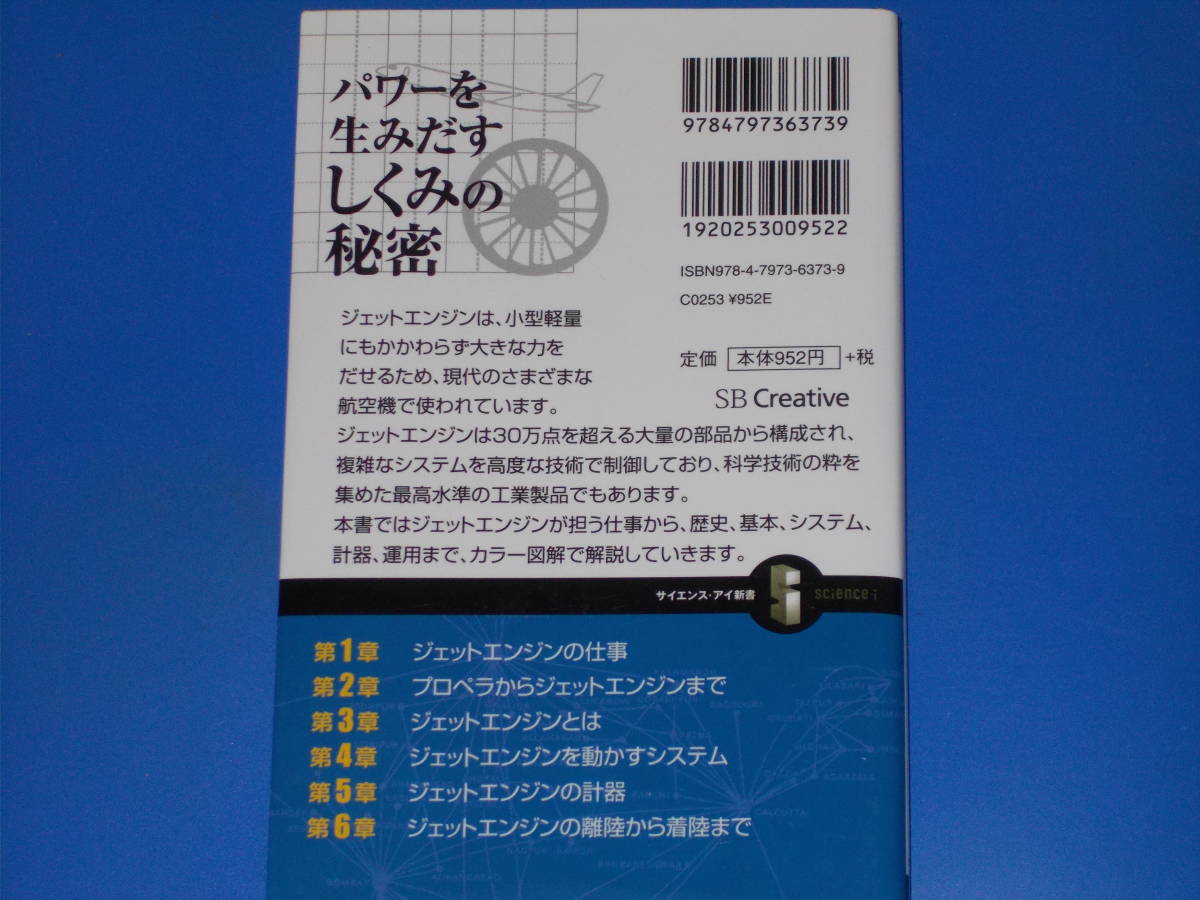 パワーを
生みだす
しくみの
秘密
9784797363739
1920253009522
ISBN978-4-7973-6373-9
C0253 ¥952E
定価 本体952円 +税
SB Creative
ジェットエンジンは、小型軽量
にもかかわらず大きな力を
だせるため、現代のさまざまな
航空機で使われています。
ジェットエンジンは30万点を超える大量の部品から構成され、
複雑なシステムを高度な技術で制御しており、科学技術の粋を
集めた最高水準の工業製品でもあります。
本書ではジェットエンジンが担う仕事から、歴史、基本、システム、
計器、運用まで、カラー図解で解説していきます。
サイエンス・アイ新書 Si science・i
第1章 ジェットエンジンの仕事
第2章 プロペラからジェットエンジンまで
第3章 ジェットエンジンとは
第4章 ジェットエンジンを動かすシステム
第5章 ジェットエンジンの計器
第6章 ジェットエンジンの離陸から着陸まで
AGARTALA
CALCUTTA